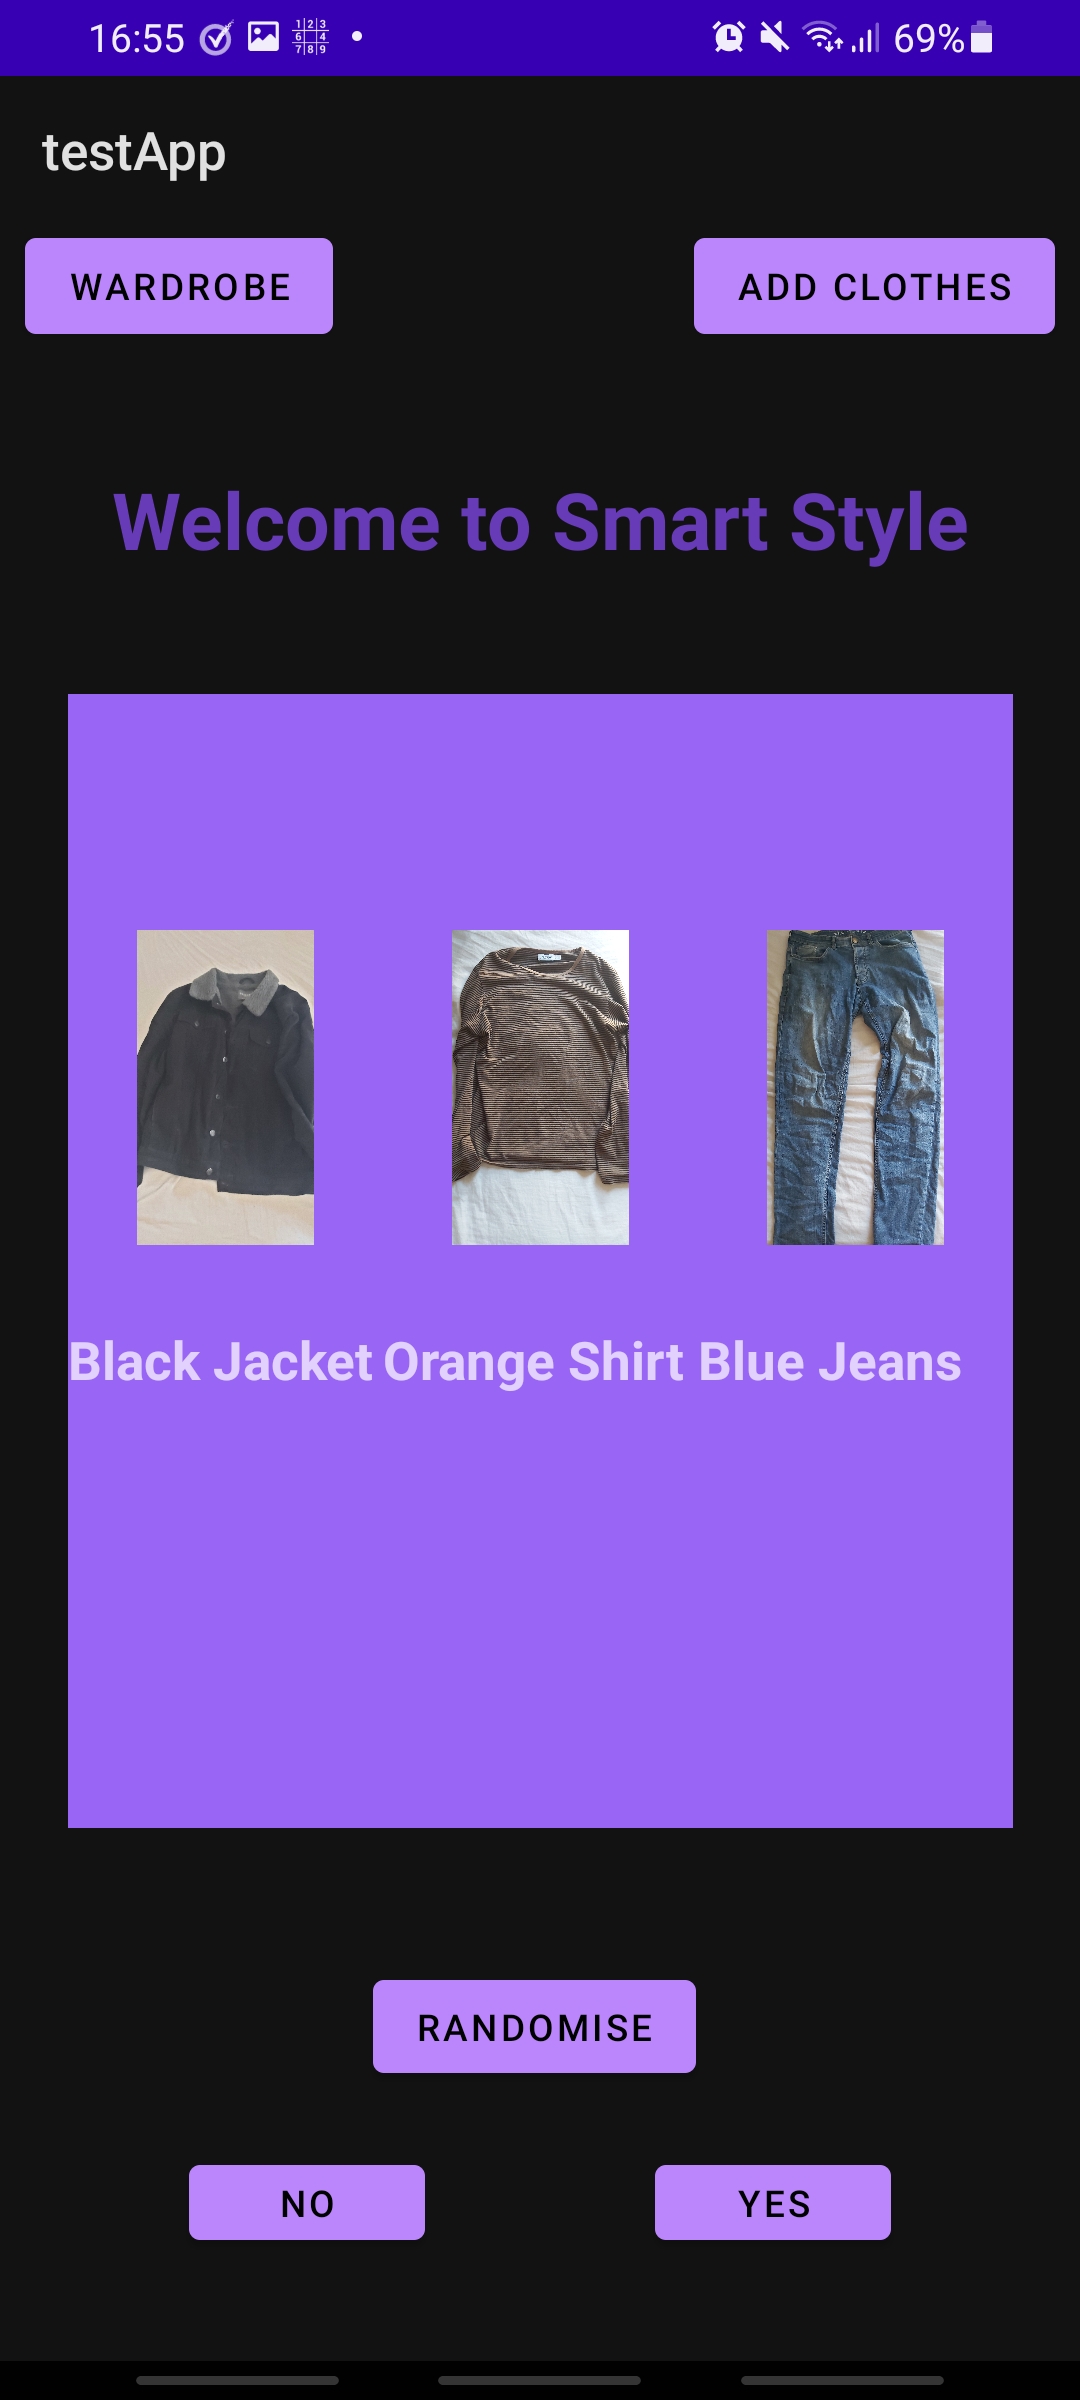 16:55 69%
testApp
WARDROBE ADD CLOTHES
Welcome to Smart Style
Black Jacket Orange Shirt Blue Jeans
RANDOMISE
NO YES